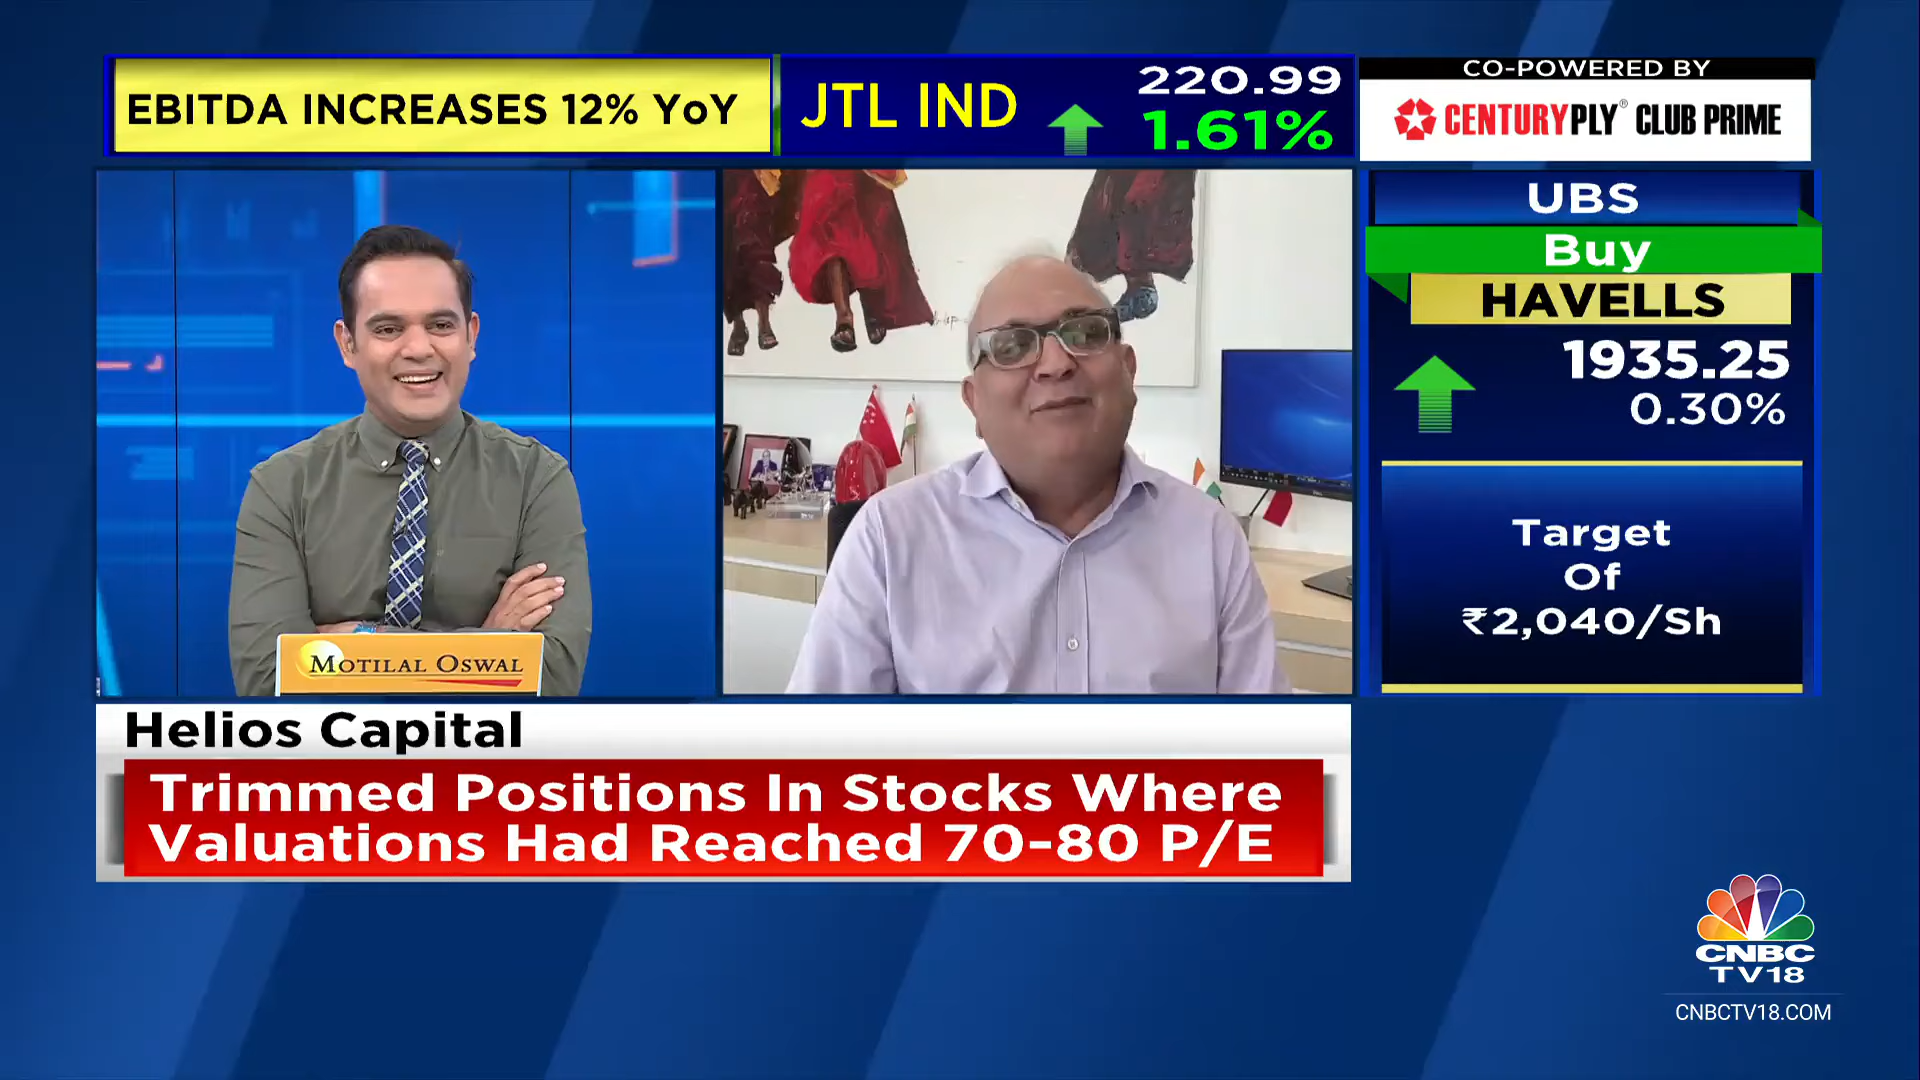 EBITDA INCREASES 12% YoY
JTL IND
220.99
1.61%
CO-POWERED BY
CENTURYPLY® CLUB PRIME
UBS
Buy
HAVELLS
1935.25
0.30%
Target
Of
₹2,040/Sh
MOTILAL OSWAL
Helios Capital
Trimmed Positions In Stocks Where
Valuations Had Reached 70-80 P/E
CNBC
TV18
CNBCTV18.COM